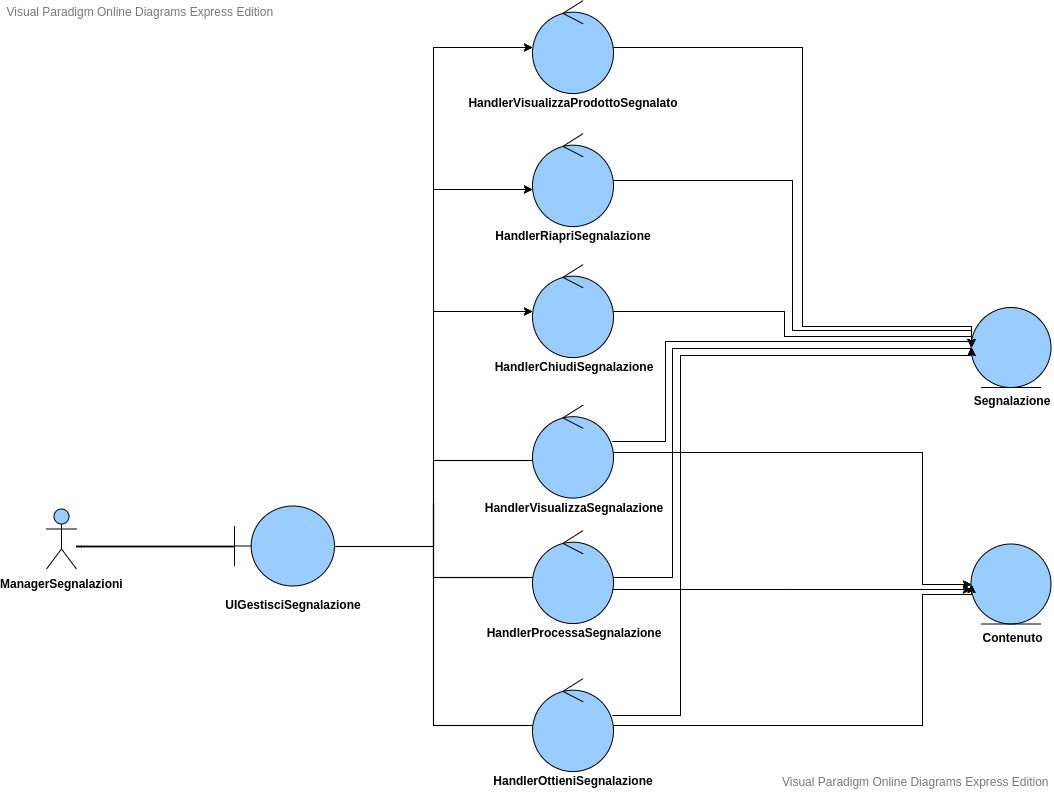 Visual Paradigm Online Diagrams Express Edition
HandlerVisualizzaProdottoSegnalato
HandlerRiapriSegnalazione
HandlerChiudiSegnalazione
Segnalazione
HandlerVisualizzaSegnalazione
ManagerSegnalazioni
UIGestisciSegnalazione
HandlerProcessaSegnalazione
Contenuto
HandlerOttieniSegnalazione
Visual Paradigm Online Diagrams Express Edition